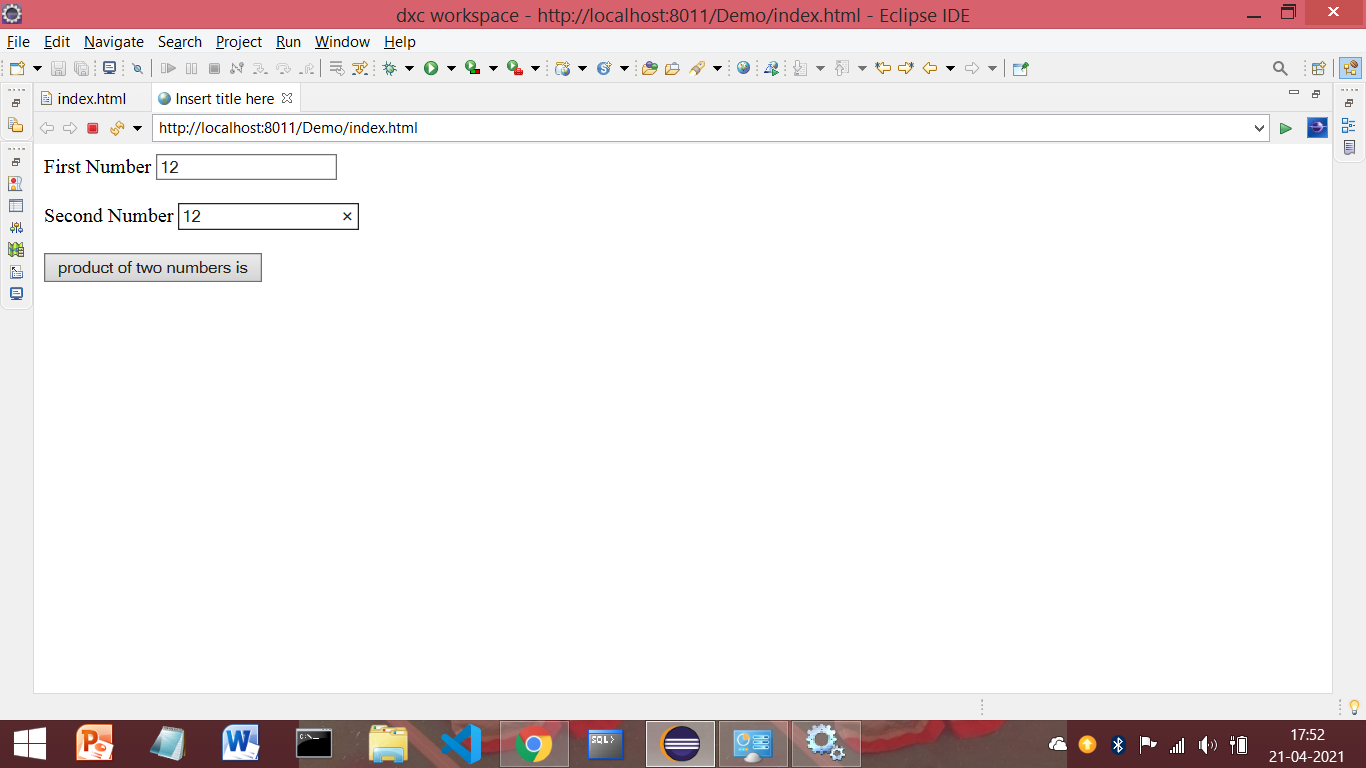 dxc workspace - http://localhost:8011/Demo/index.html - Eclipse IDE
File Edit Navigate Search Project Run Window Help
index.html Insert title here
http://localhost:8011/Demo/index.html
First Number 12
Second Number 12
product of two numbers is
SQL>
17:52
21-04-2021